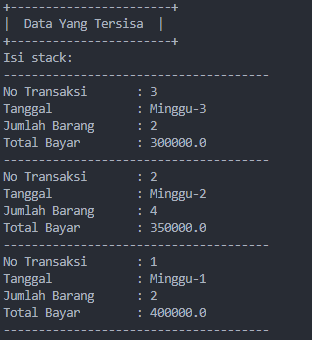 +-----------------------+
|  Data Yang Tersisa  |
+-----------------------+
Isi stack:
--------------------------------------
No Transaksi       : 3
Tanggal            : Minggu-3
Jumlah Barang      : 2
Total Bayar        : 300000.0
--------------------------------------
No Transaksi       : 2
Tanggal            : Minggu-2
Jumlah Barang      : 4
Total Bayar        : 350000.0
--------------------------------------
No Transaksi       : 1
Tanggal            : Minggu-1
Jumlah Barang      : 2
Total Bayar        : 400000.0
--------------------------------------